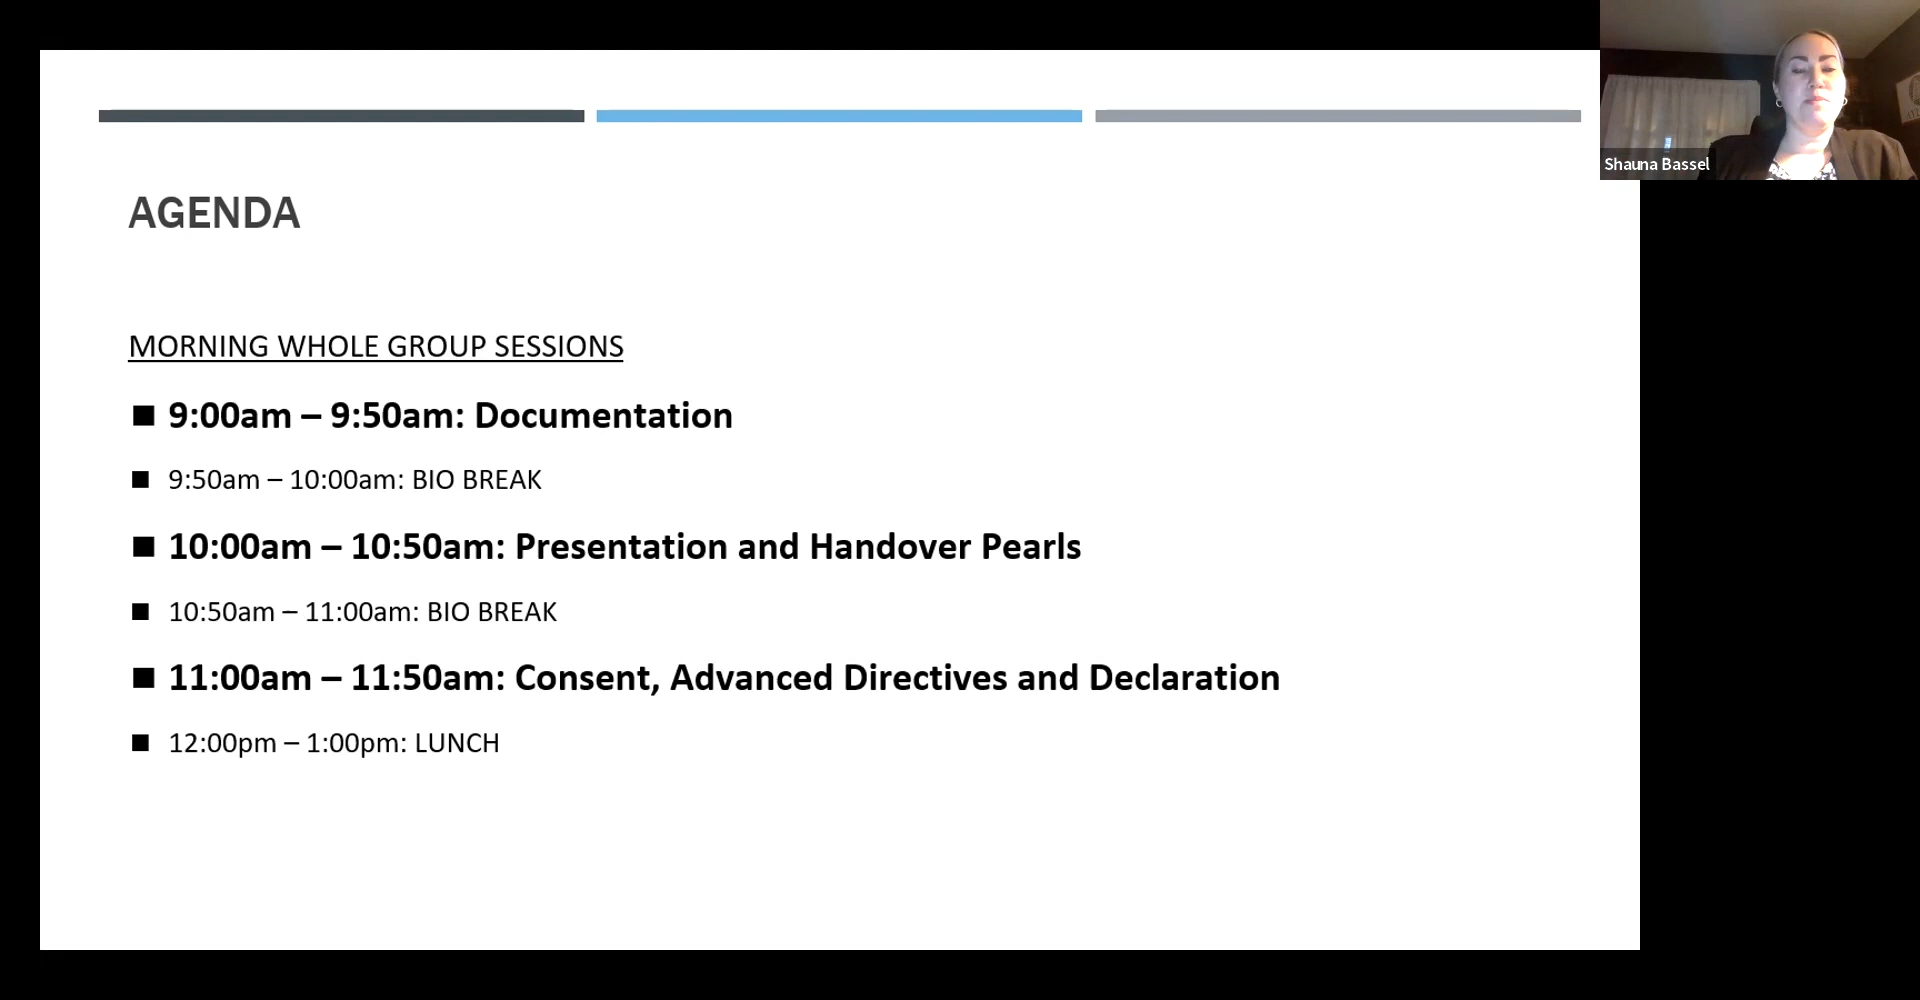 AGENDA
MORNING WHOLE GROUP SESSIONS
9:00am – 9:50am: Documentation
9:50am – 10:00am: BIO BREAK
10:00am – 10:50am: Presentation and Handover Pearls
10:50am – 11:00am: BIO BREAK
11:00am – 11:50am: Consent, Advanced Directives and Declaration
12:00pm – 1:00pm: LUNCH
Shauna Bassel